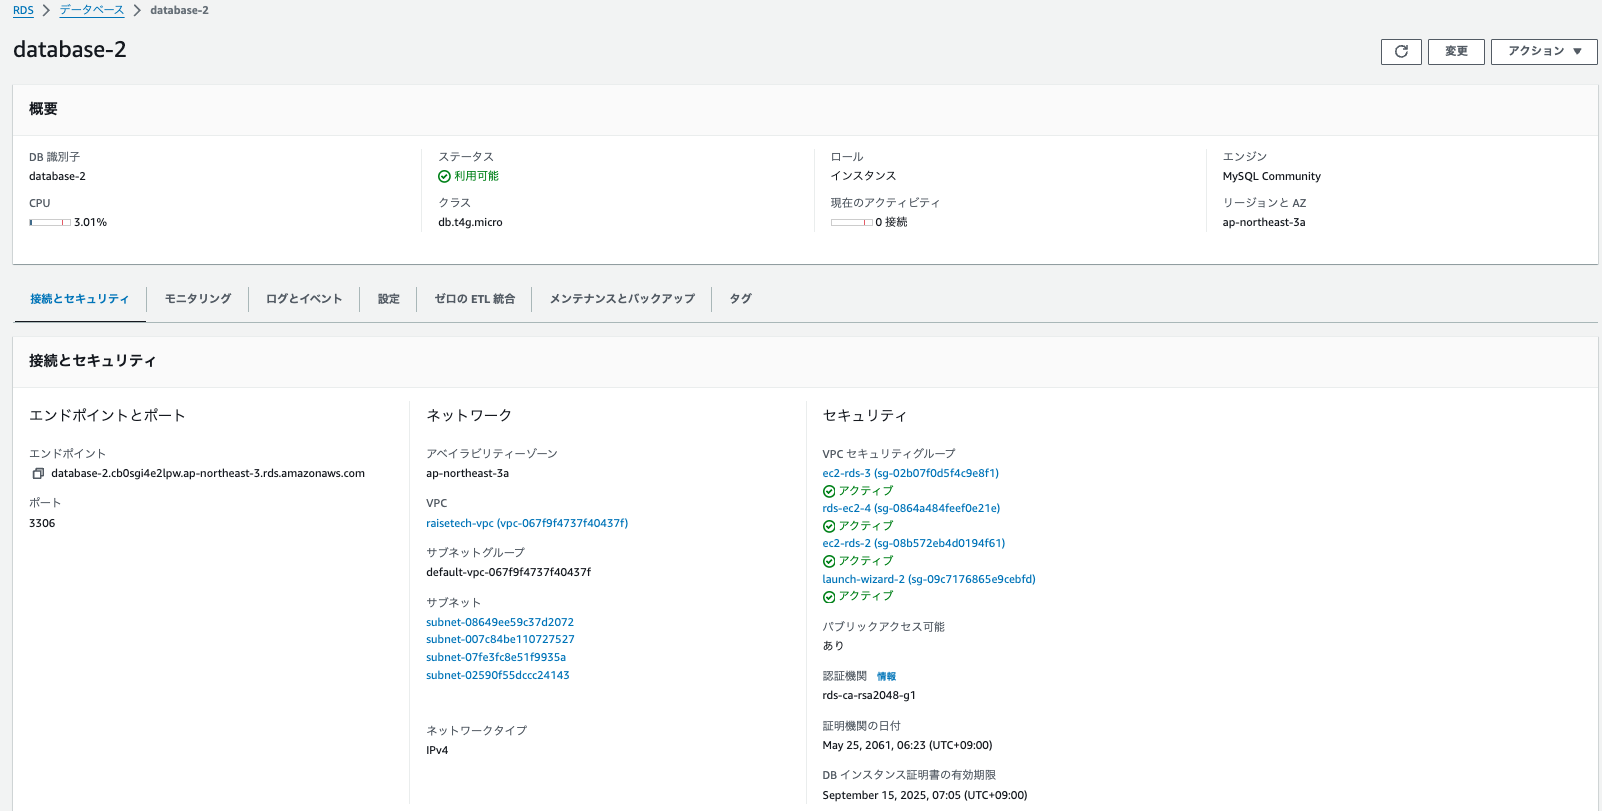 RDS > データベース > database-2
database-2
変更
アクション ▼
概要
DB 識別子
database-2
CPU
3.01%
ステータス
利用可能
クラス
db.t4g.micro
ロール
インスタンス
現在のアクティビティ
0 接続
エンジン
MySQL Community
リージョンと AZ
ap-northeast-3a
接続とセキュリティ
モニタリング
ログとイベント
設定
ゼロの ETL 統合
メンテナンスとバックアップ
タグ
接続とセキュリティ
エンドポイントとポート
エンドポイント
database-2.cb0sgi4e2lpw.ap-northeast-3.rds.amazonaws.com
ポート
3306
ネットワーク
アベイラビリティーゾーン
ap-northeast-3a
VPC
raisetech-vpc (vpc-067f9f4737f40437f)
サブネットグループ
default-vpc-067f9f4737f40437f
サブネット
subnet-08649ee59c37d2072
subnet-007c84be110727527
subnet-07fe3fc8e51f9935a
subnet-02590f55dccc24143
ネットワークタイプ
IPv4
セキュリティ
VPC セキュリティグループ
ec2-rds-3 (sg-02b07f0d5f4c9e8f1)
アクティブ
rds-ec2-4 (sg-0864a484feef0e21e)
アクティブ
ec2-rds-2 (sg-08b572eb4d0194f61)
アクティブ
launch-wizard-2 (sg-09c7176865e9cebfd)
アクティブ
パブリックアクセス可能
あり
認証機関 情報
rds-ca-rsa2048-g1
証明機関の日付
May 25, 2061, 06:23 (UTC+09:00)
DB インスタンス証明書の有効期限
September 15, 2025, 07:05 (UTC+09:00)